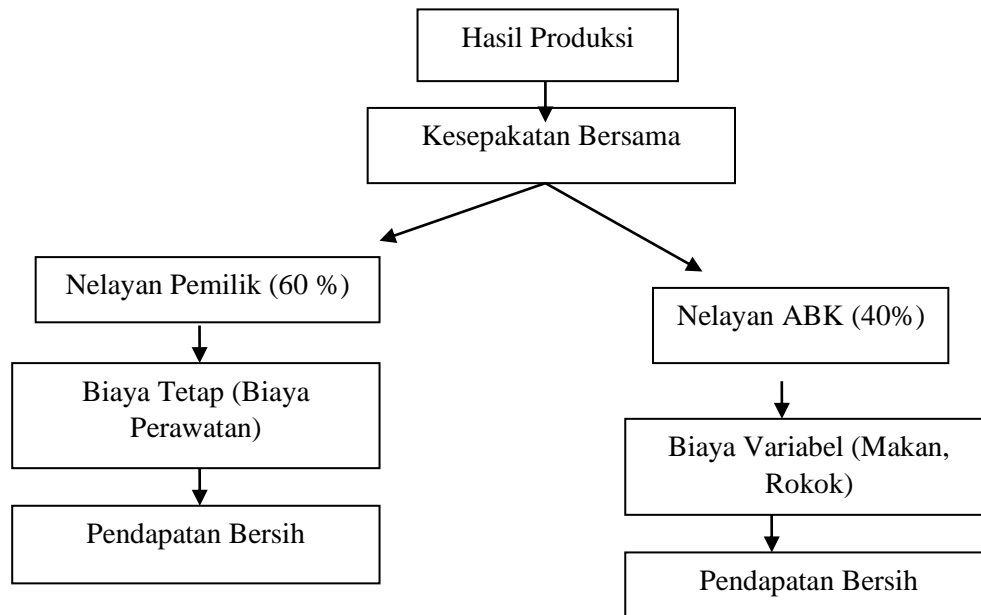 Hasil Produksi
Kesepakatan Bersama
Nelayan Pemilik (60 %)
Nelayan ABK (40%)
Biaya Tetap (Biaya
Perawatan)
Biaya Variabel (Makan,
Rokok)
Pendapatan Bersih
Pendapatan Bersih